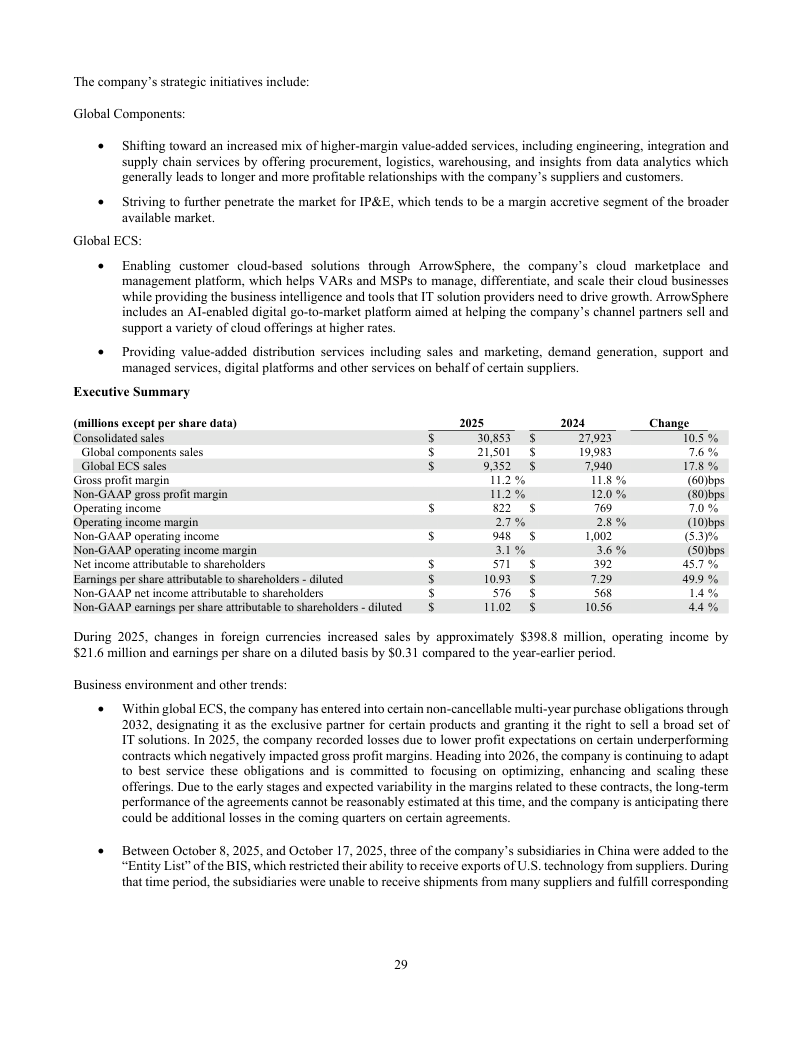 The company’s strategic initiatives include:
Global Components:
• Shifting toward an increased mix of higher-margin value-added services, including engineering, integration and
supply chain services by offering procurement, logistics, warehousing, and insights from data analytics which
generally leads to longer and more profitable relationships with the company’s suppliers and customers.
• Striving to further penetrate the market for IP&E, which tends to be a margin accretive segment of the broader
available market.
Global ECS:
• Enabling customer cloud-based solutions through ArrowSphere, the company’s cloud marketplace and
management platform, which helps VARs and MSPs to manage, differentiate, and scale their cloud businesses
while providing the business intelligence and tools that IT solution providers need to drive growth. ArrowSphere
includes an AI-enabled digital go-to-market platform aimed at helping the company’s channel partners sell and
support a variety of cloud offerings at higher rates.
• Providing value-added distribution services including sales and marketing, demand generation, support and
managed services, digital platforms and other services on behalf of certain suppliers.
Executive Summary
(millions except per share data) 2025 2024 Change
Consolidated sales $ 30,853 $ 27,923 10.5 %
Global components sales $ 21,501 $ 19,983 7.6 %
Global ECS sales $ 9,352 $ 7,940 17.8 %
Gross profit margin 11.2 % 11.8 % (60)bps
Non-GAAP gross profit margin 11.2 % 12.0 % (80)bps
Operating income $ 822 $ 769 7.0 %
Operating income margin 2.7 % 2.8 % (10)bps
Non-GAAP operating income $ 948 $ 1,002 (5.3)%
Non-GAAP operating income margin 3.1 % 3.6 % (50)bps
Net income attributable to shareholders $ 571 $ 392 45.7 %
Earnings per share attributable to shareholders - diluted $ 10.93 $ 7.29 49.9 %
Non-GAAP net income attributable to shareholders $ 576 $ 568 1.4 %
Non-GAAP earnings per share attributable to shareholders - diluted $ 11.02 $ 10.56 4.4 %
During 2025, changes in foreign currencies increased sales by approximately $398.8 million, operating income by
$21.6 million and earnings per share on a diluted basis by $0.31 compared to the year-earlier period.
Business environment and other trends:
• Within global ECS, the company has entered into certain non-cancellable multi-year purchase obligations through
2032, designating it as the exclusive partner for certain products and granting it the right to sell a broad set of
IT solutions. In 2025, the company recorded losses due to lower profit expectations on certain underperforming
contracts which negatively impacted gross profit margins. Heading into 2026, the company is continuing to adapt
to best service these obligations and is committed to focusing on optimizing, enhancing and scaling these
offerings. Due to the early stages and expected variability in the margins related to these contracts, the long-term
performance of the agreements cannot be reasonably estimated at this time, and the company is anticipating there
could be additional losses in the coming quarters on certain agreements.
• Between October 8, 2025, and October 17, 2025, three of the company’s subsidiaries in China were added to the
“Entity List” of the BIS, which restricted their ability to receive exports of U.S. technology from suppliers. During
that time period, the subsidiaries were unable to receive shipments from many suppliers and fulfill corresponding
29